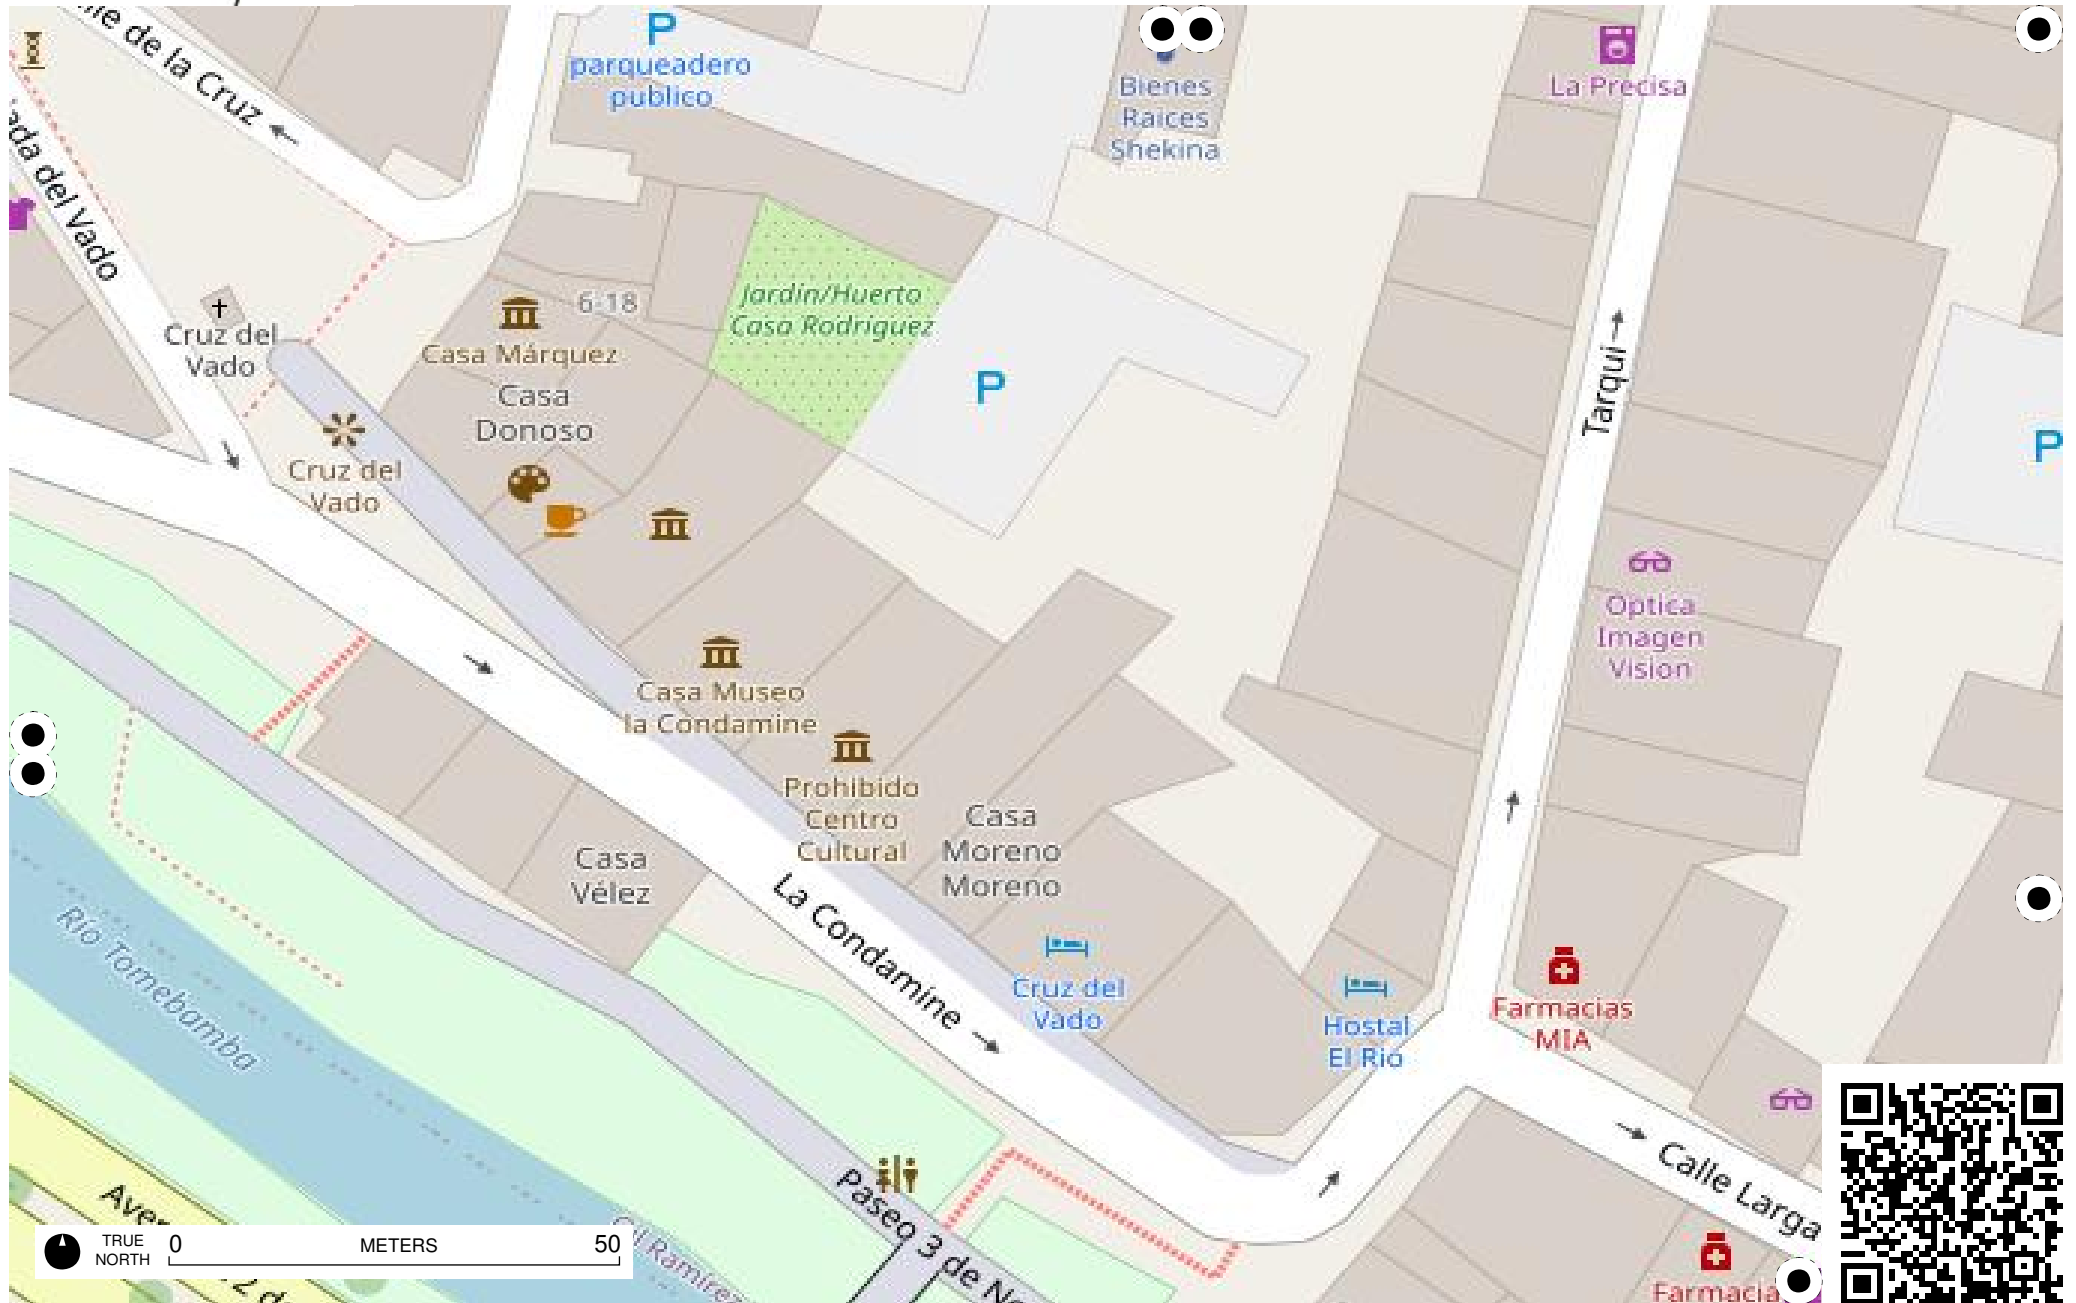 de la Cruz
del Vado
P
parqueadero
publico
Bienes
Raices
Shekina
La Precisa
Cruz del
Vado
6-18
Casa Márquez
Casa
Donoso
Jardín/Huerto
Casa Rodriguez
P
Tarqui
P
Cruz del
Vado
Optica
Imagen
Vision
Casa Museo
la Condamine
Prohibido
Centro
Cultural
Casa
Moreno
Moreno
Casa
Vélez
La Condamine
Cruz del
Vado
Hostal
El Rio
Farmacias
MIA
Río Tomebamba
Calle Larga
Paseo 3 de
Farmacia
TRUE
NORTH
0 METERS 50